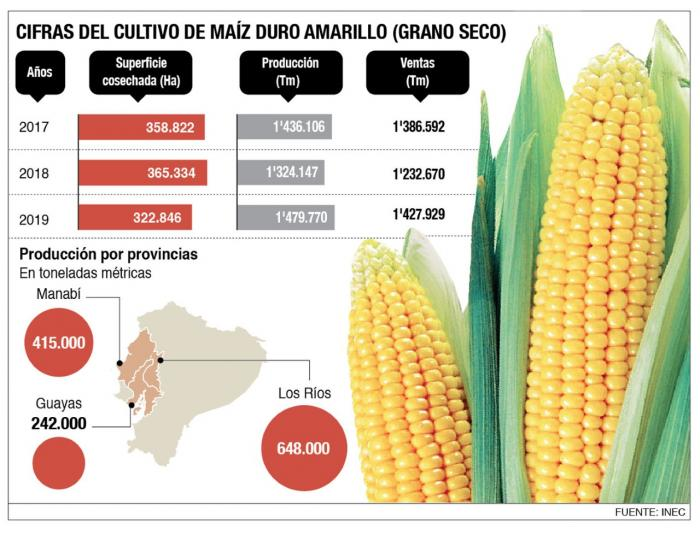 CIFRAS DEL CULTIVO DE MAÍZ DURO AMARILLO (GRANO SECO)
Años
Superficie
cosechada (Ha)
Producción
(Tm)
Ventas
(Tm)
2017 358.822 1'436.106 1'386.592
2018 365.334 1'324.147 1'232.670
2019 322.846 1'479.770 1'427.929
Producción por provincias
En toneladas métricas
Manabí
415.000
Guayas
242.000
Los Ríos
648.000
FUENTE: INEC